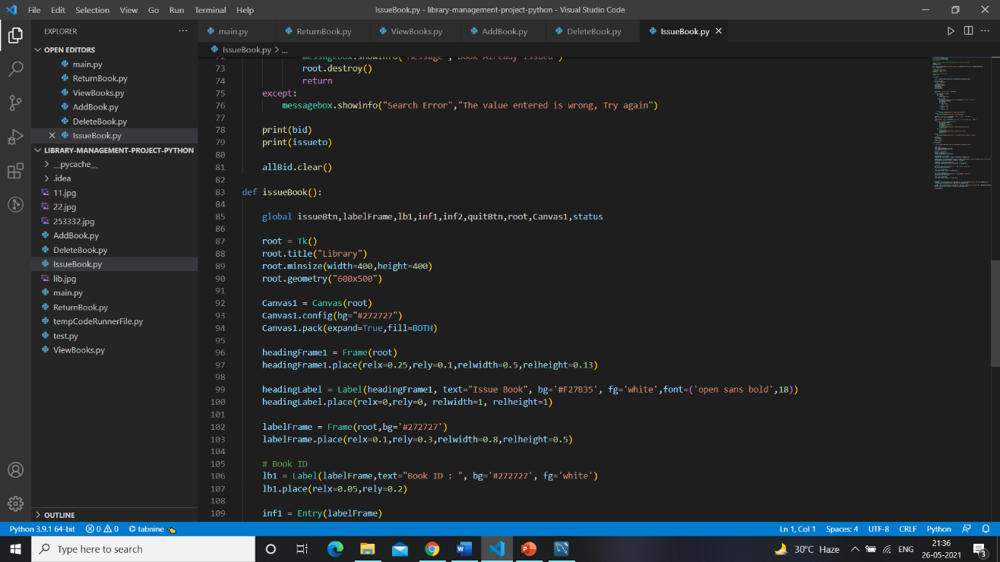 File Edit Selection View Go Run Terminal Help
IssueBook.py - library-management-project-python - Visual Studio Code
EXPLORER
OPEN EDITORS
main.py
ReturnBook.py
ViewBooks.py
AddBook.py
DeleteBook.py
IssueBook.py
LIBRARY-MANAGEMENT-PROJECT-PYTHON
__pycache__
.idea
11.jpg
22.jpg
253332.jpg
AddBook.py
DeleteBook.py
IssueBook.py
lib.jpg
main.py
ReturnBook.py
tempCodeRunnerFile.py
test.py
ViewBooks.py
OUTLINE
main.py ReturnBook.py ViewBooks.py AddBook.py DeleteBook.py IssueBook.py
IssueBook.py > ...
72 messagebox.showinfo("Message","Book Already Issued")
73 root.destroy()
74 return
75 except:
76 messagebox.showinfo("Search Error","The value entered is wrong, Try again")
77
78 print(bid)
79 print(issueto)
80
81 allBid.clear()
82
83 def issueBook():
84
85 global issueBtn,labelFrame,lb1,inf1,inf2,quitBtn,root,Canvas1,status
86
87 root = Tk()
88 root.title("Library")
89 root.minsize(width=400,height=400)
90 root.geometry("600x500")
91
92 Canvas1 = Canvas(root)
93 Canvas1.config(bg="#272727")
94 Canvas1.pack(expand=True,fill=BOTH)
95
96 headingFrame1 = Frame(root)
97 headingFrame1.place(relx=0.25,rely=0.1,relwidth=0.5,relheight=0.13)
98
99 headingLabel = Label(headingFrame1, text="Issue Book", bg='#F27B35', fg='white',font=('open sans bold',18))
100 headingLabel.place(relx=0,rely=0, relwidth=1, relheight=1)
101
102 labelFrame = Frame(root,bg='#272727')
103 labelFrame.place(relx=0.1,rely=0.3,relwidth=0.8,relheight=0.5)
104
105 # Book ID
106 lb1 = Label(labelFrame,text="Book ID : ", bg='#272727', fg='white')
107 lb1.place(relx=0.05,rely=0.2)
108
109 inf1 = Entry(labelFrame)
Python 3.9.1 64-bit 0 0 tabnine Ln 1, Col 1 Spaces: 4 UTF-8 CRLF Python
Type here to search
30°C Haze ENG
21:36
26-05-2021
3